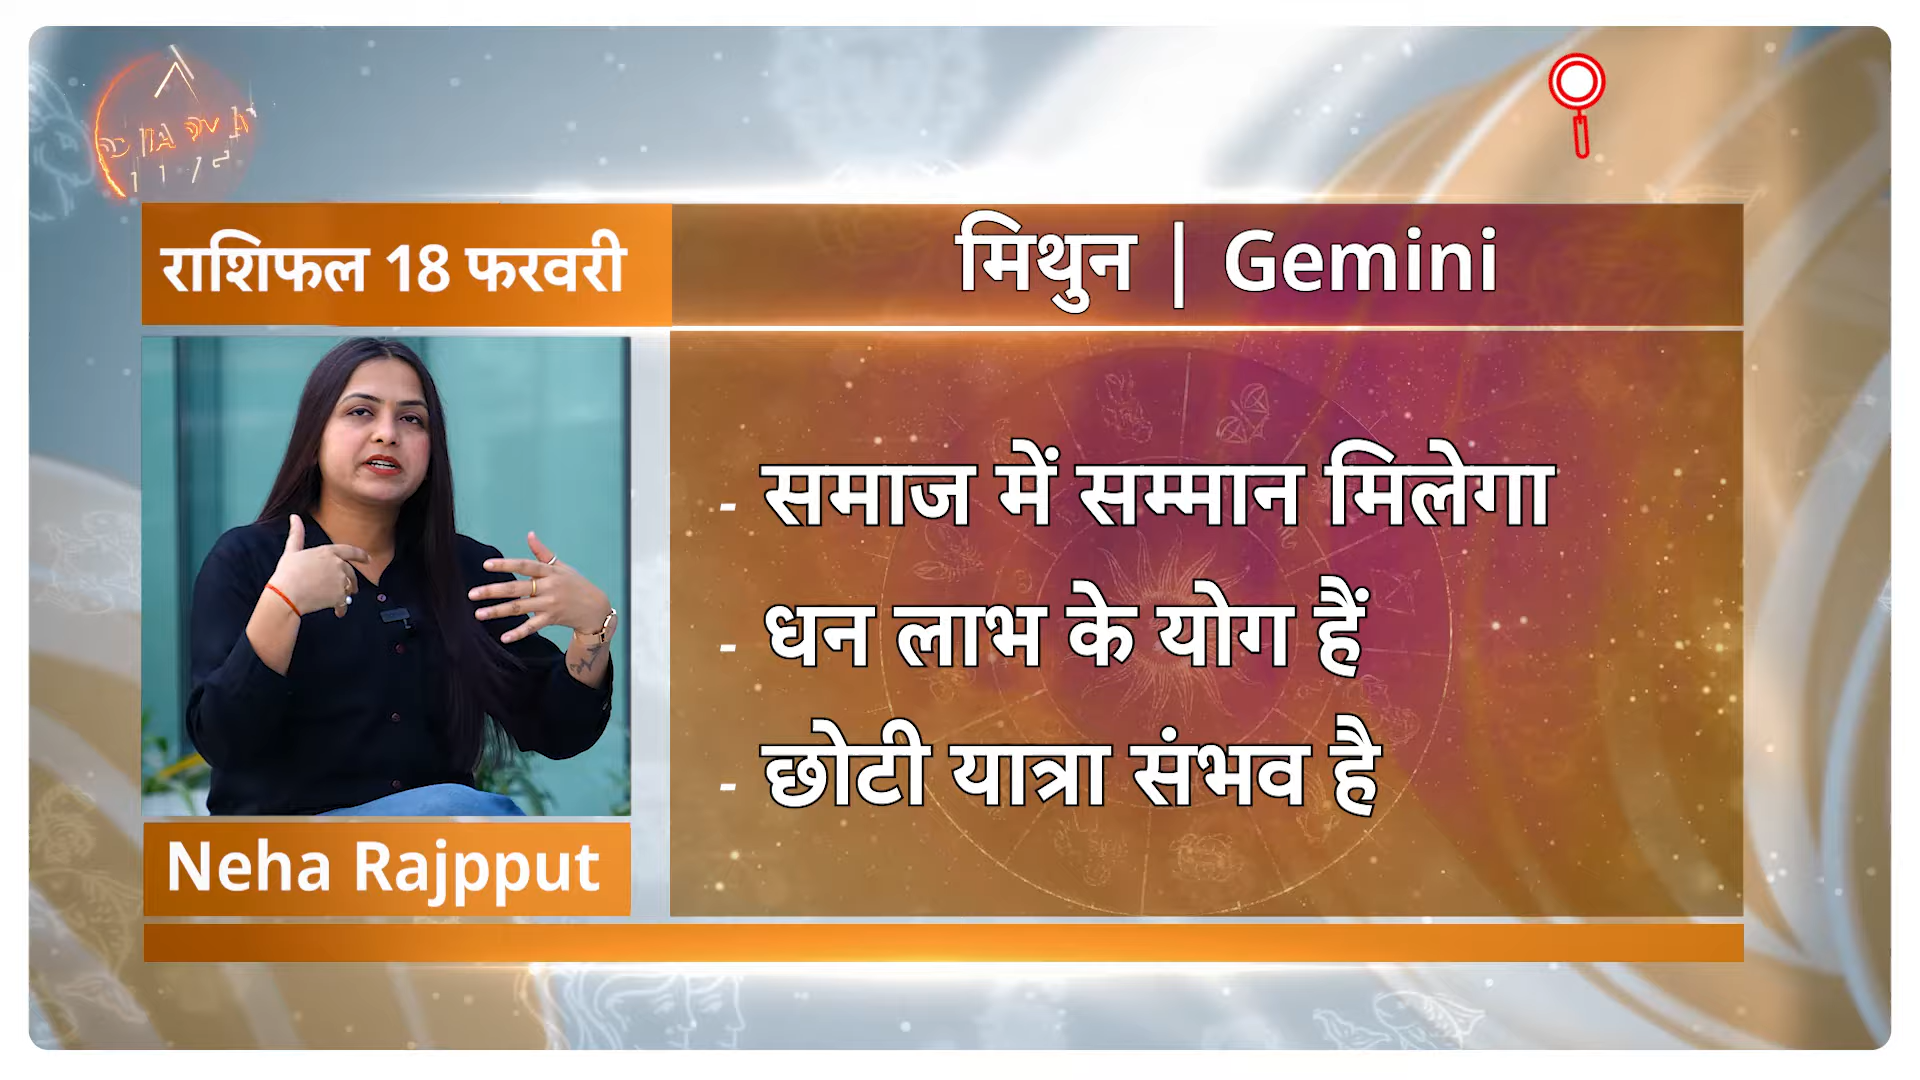 राशिफल 18 फरवरी
मिथुन | Gemini
- समाज में सम्मान मिलेगा
- धन लाभ के योग हैं
- छोटी यात्रा संभव है
Neha Rajpput